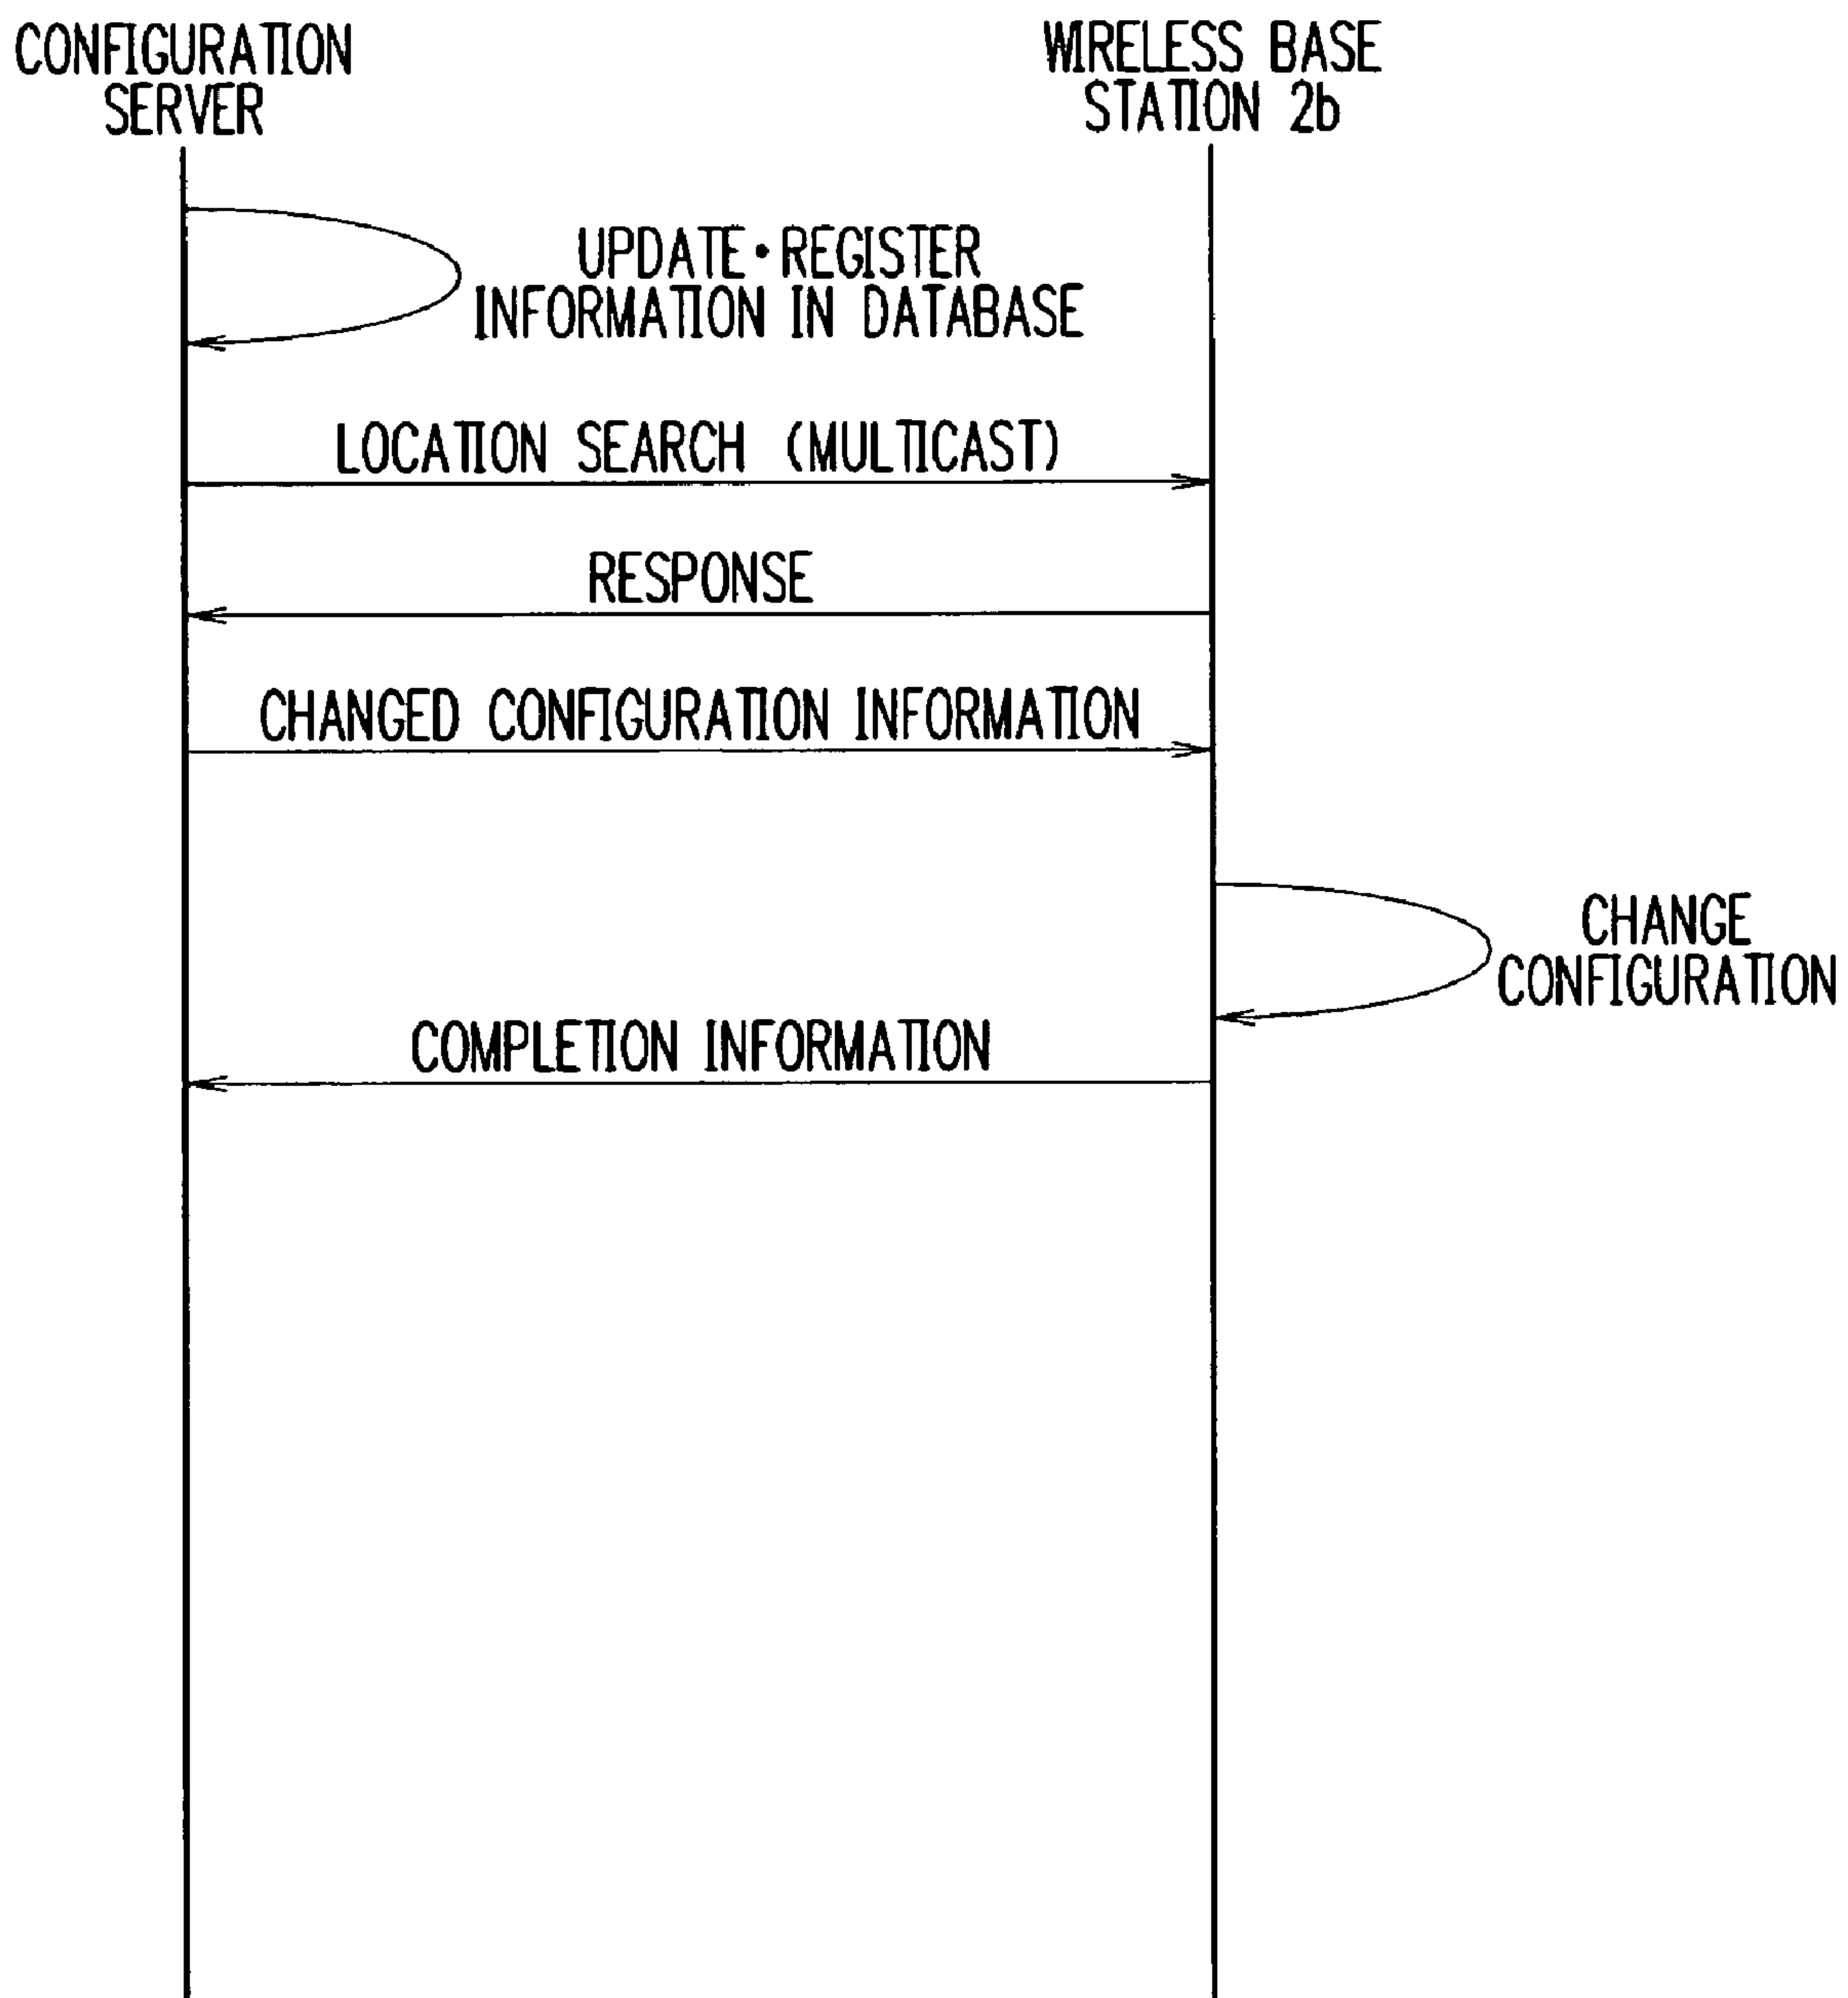 CONFIGURATION
SERVER
WIRELESS BASE
STATION 2b
UPDATE・REGISTER
INFORMATION IN DATABASE
LOCATION SEARCH (MULTICAST)
RESPONSE
CHANGED CONFIGURATION INFORMATION
CHANGE
CONFIGURATION
COMPLETION INFORMATION